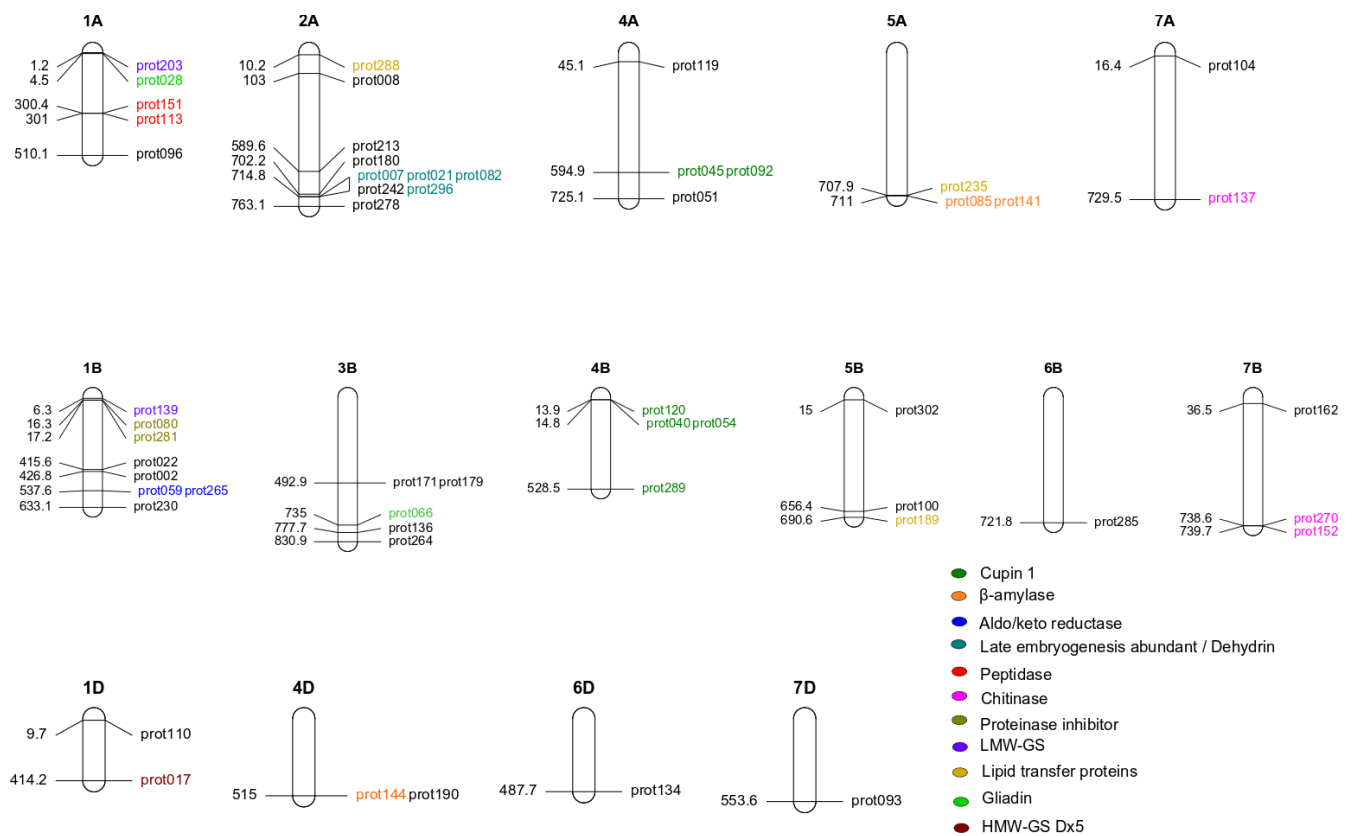 1A
2A
4A
5A
7A
1.2 prot203
4.5 prot028
300.4 prot151
301 prot113
510.1 prot096
10.2 prot288
103 prot008
589.6 prot213
702.2 prot180
714.8 prot007 prot021 prot082
prot242 prot296
763.1 prot278
45.1 prot119
594.9 prot045 prot092
725.1 prot051
707.9 prot235
711 prot085 prot141
16.4 prot104
729.5 prot137
1B
3B
4B
5B
6B
7B
6.3 prot139
16.3 prot080
17.2 prot281
415.6 prot022
426.8 prot002
537.6 prot059 prot265
633.1 prot230
492.9 prot171 prot179
735 prot066
777.7 prot136
830.9 prot264
13.9 prot120
14.8 prot040 prot054
528.5 prot289
15 prot302
656.4 prot100
690.6 prot189
721.8 prot285
36.5 prot162
738.6 prot270
739.7 prot152
1D
4D
6D
7D
9.7 prot110
414.2 prot017
515 prot144 prot190
487.7 prot134
553.6 prot093
Cupin 1
β-amylase
Aldo/keto reductase
Late embryogenesis abundant / Dehydrin
Peptidase
Chitinase
Proteinase inhibitor
LMW-GS
Lipid transfer proteins
Gliadin
HMW-GS Dx5